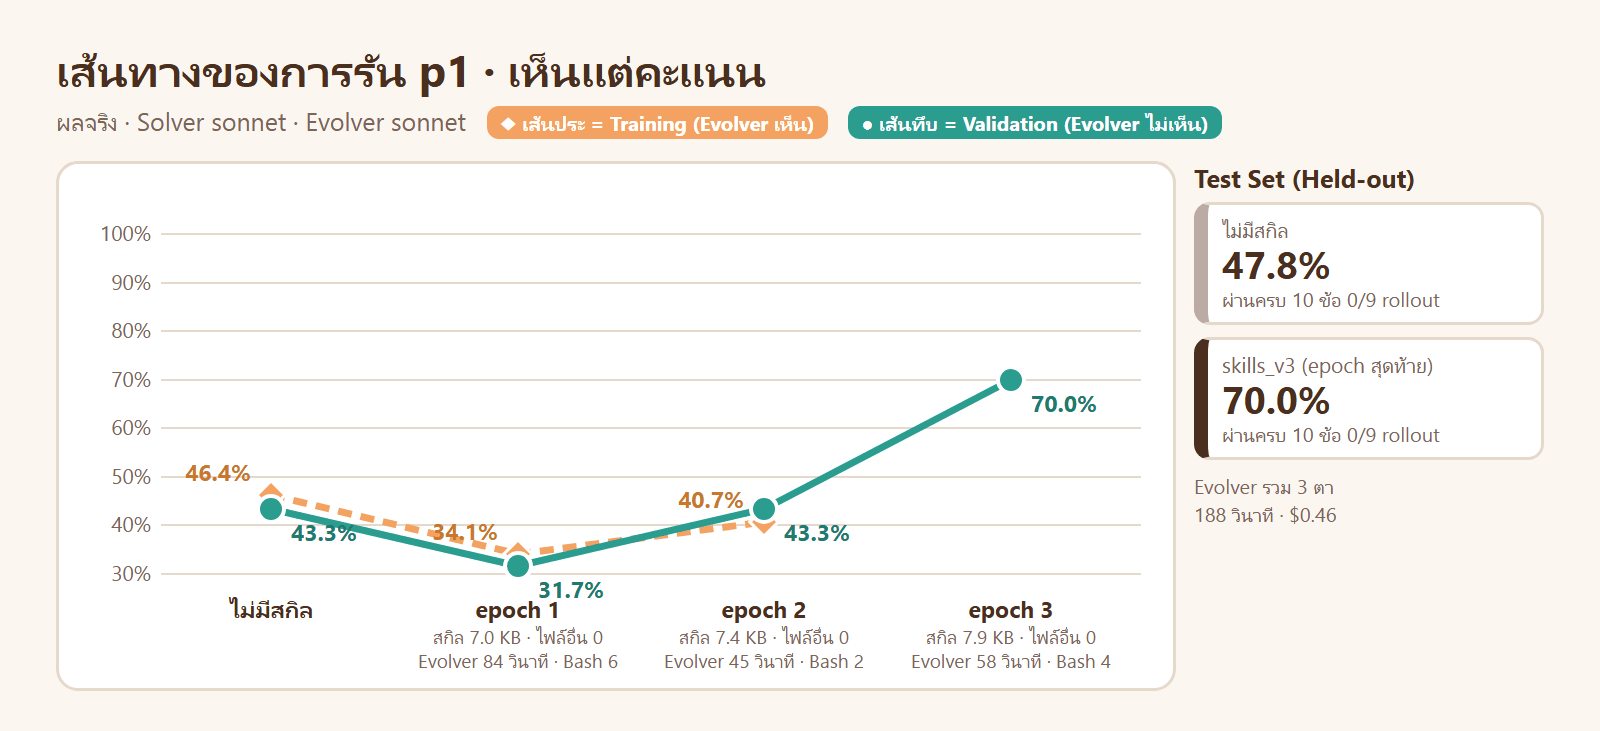 เส้นทางของการรัน p1 · เห็นแต่คะแนน
ผลจริง · Solver sonnet · Evolver sonnet
◆ เส้นประ = Training (Evolver เห็น)
● เส้นทึบ = Validation (Evolver ไม่เห็น)
100%
90%
80%
70%
60%
50%
40%
30%
46.4%
43.3%
34.1%
31.7%
40.7%
43.3%
70.0%
ไม่มีสกิล
epoch 1
สกิล 7.0 KB · ไฟล์อื่น 0
Evolver 84 วินาที · Bash 6
epoch 2
สกิล 7.4 KB · ไฟล์อื่น 0
Evolver 45 วินาที · Bash 2
epoch 3
สกิล 7.9 KB · ไฟล์อื่น 0
Evolver 58 วินาที · Bash 4
Test Set (Held-out)
ไม่มีสกิล
47.8%
ผ่านครบ 10 ข้อ 0/9 rollout
skills_v3 (epoch สุดท้าย)
70.0%
ผ่านครบ 10 ข้อ 0/9 rollout
Evolver รวม 3 ตา
188 วินาที · $0.46